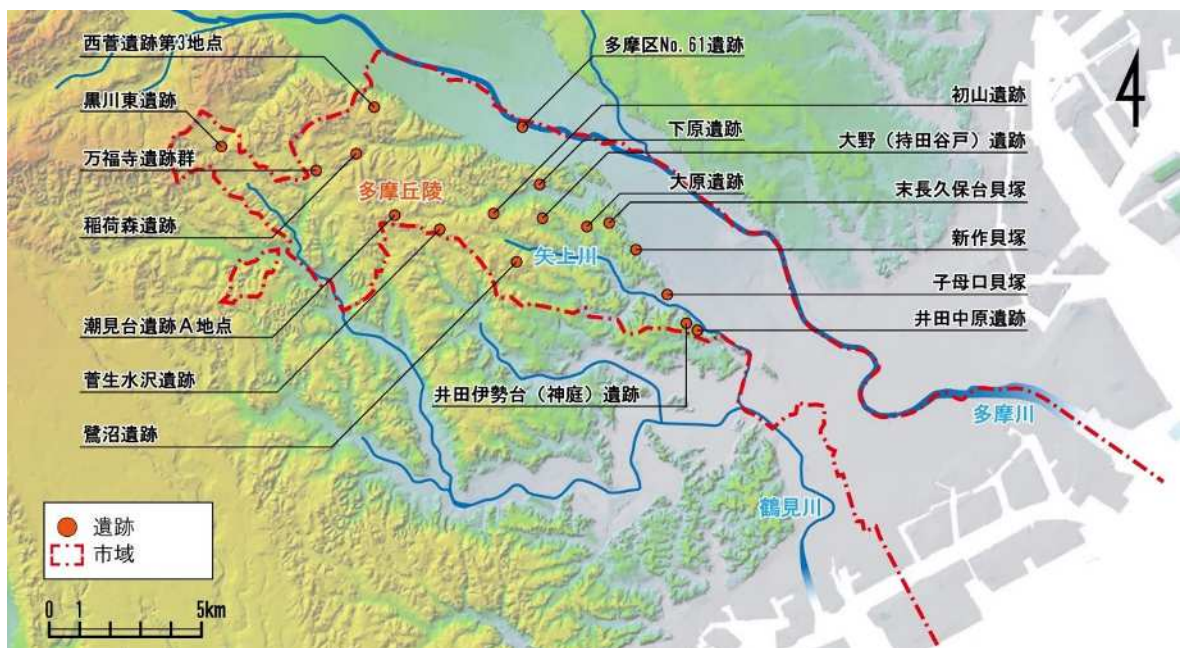 西菅遺跡第3地点
黒川東遺跡
万福寺遺跡群
稲荷森遺跡
潮見台遺跡A地点
菅生水沢遺跡
鷺沼遺跡
多摩丘陵
矢上川
井田伊勢台（神庭）遺跡
多摩区No.61遺跡
初山遺跡
下原遺跡
大野（持田谷戸）遺跡
大原遺跡
末長久保台貝塚
新作貝塚
子母口貝塚
井田中原遺跡
多摩川
鶴見川
4
遺跡
市域
0 1 5km